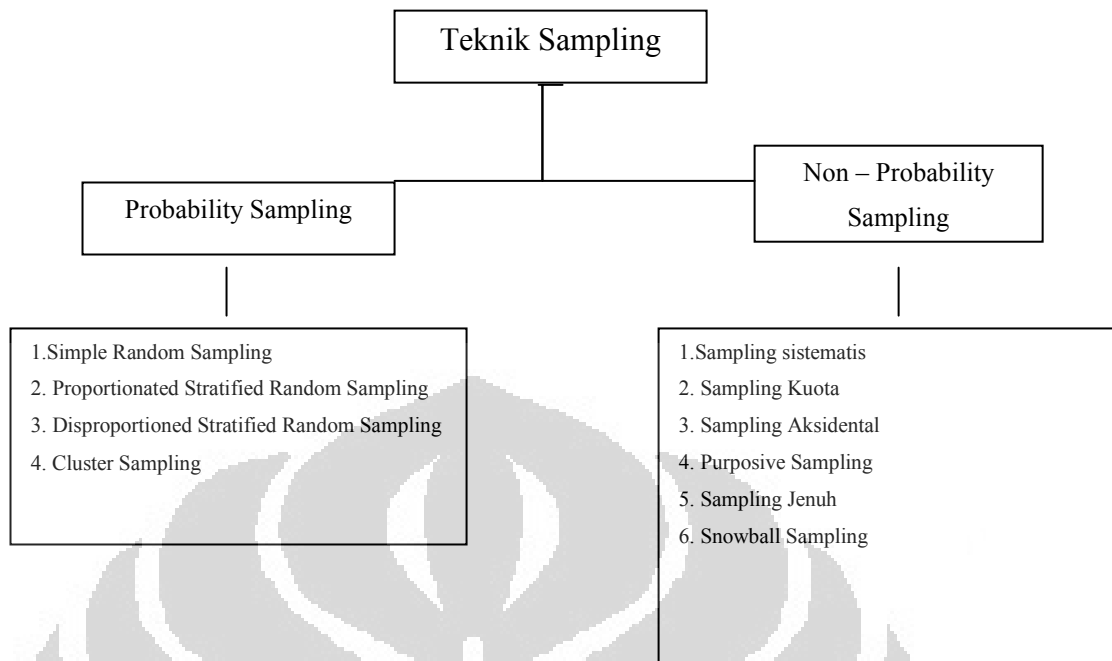 Teknik Sampling
Probability Sampling
Non – Probability
Sampling
1.Simple Random Sampling
2. Proportionated Stratified Random Sampling
3. Disproportioned Stratified Random Sampling
4. Cluster Sampling
1.Sampling sistematis
2. Sampling Kuota
3. Sampling Aksidental
4. Purposive Sampling
5. Sampling Jenuh
6. Snowball Sampling